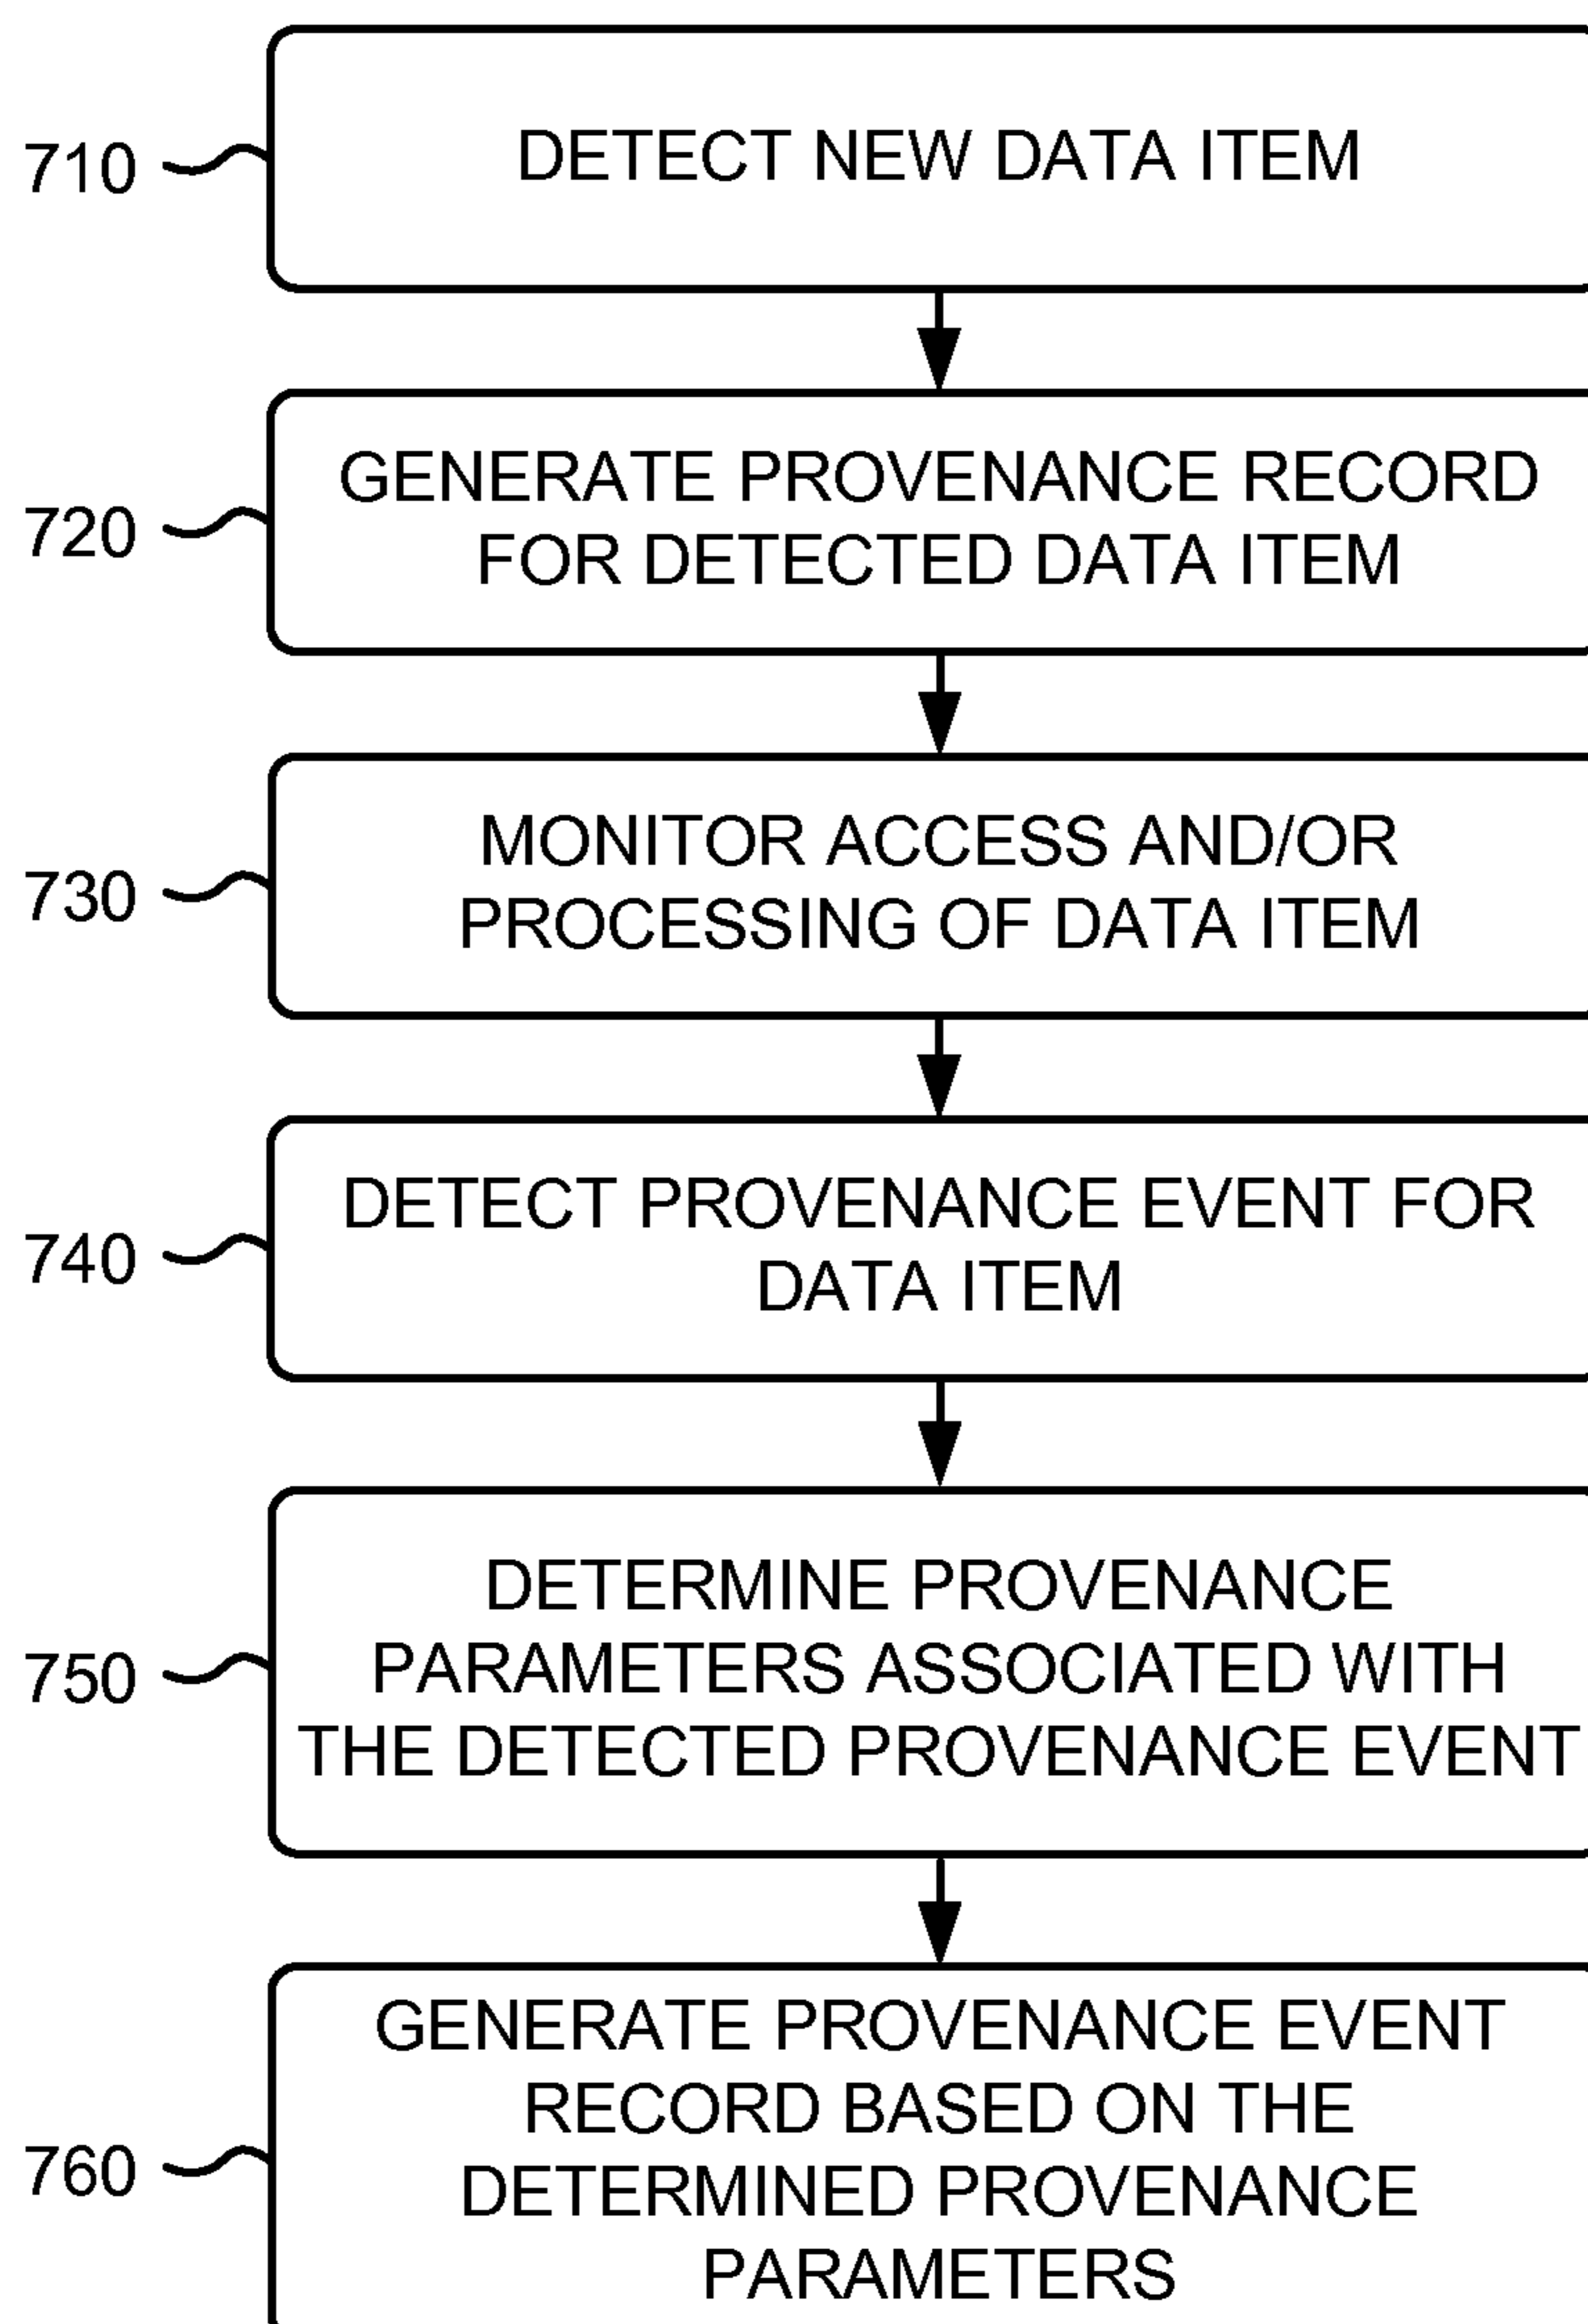 710
DETECT NEW DATA ITEM
720
GENERATE PROVENANCE RECORD
FOR DETECTED DATA ITEM
730
MONITOR ACCESS AND/OR
PROCESSING OF DATA ITEM
740
DETECT PROVENANCE EVENT FOR
DATA ITEM
750
DETERMINE PROVENANCE
PARAMETERS ASSOCIATED WITH
THE DETECTED PROVENANCE EVENT
760
GENERATE PROVENANCE EVENT
RECORD BASED ON THE
DETERMINED PROVENANCE
PARAMETERS